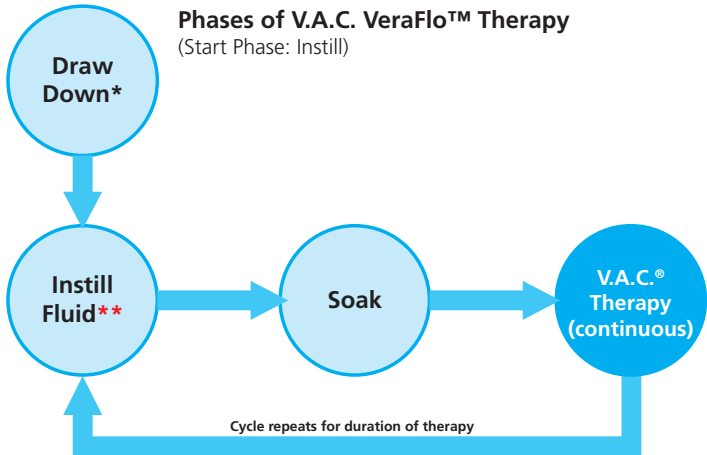 Phases of V.A.C. VeraFlo™ Therapy
(Start Phase: Instill)
Draw
Down*
Instill
Fluid**
Soak
V.A.C.®
Therapy
(continuous)
Cycle repeats for duration of therapy